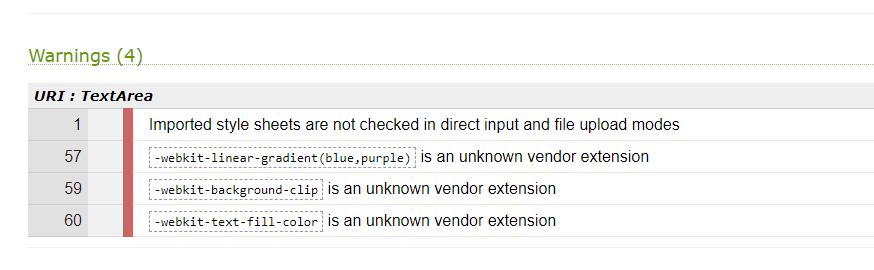 Warnings (4)
URI : TextArea
1 Imported style sheets are not checked in direct input and file upload modes
57 -webkit-linear-gradient(blue,purple) is an unknown vendor extension
59 -webkit-background-clip is an unknown vendor extension
60 -webkit-text-fill-color is an unknown vendor extension